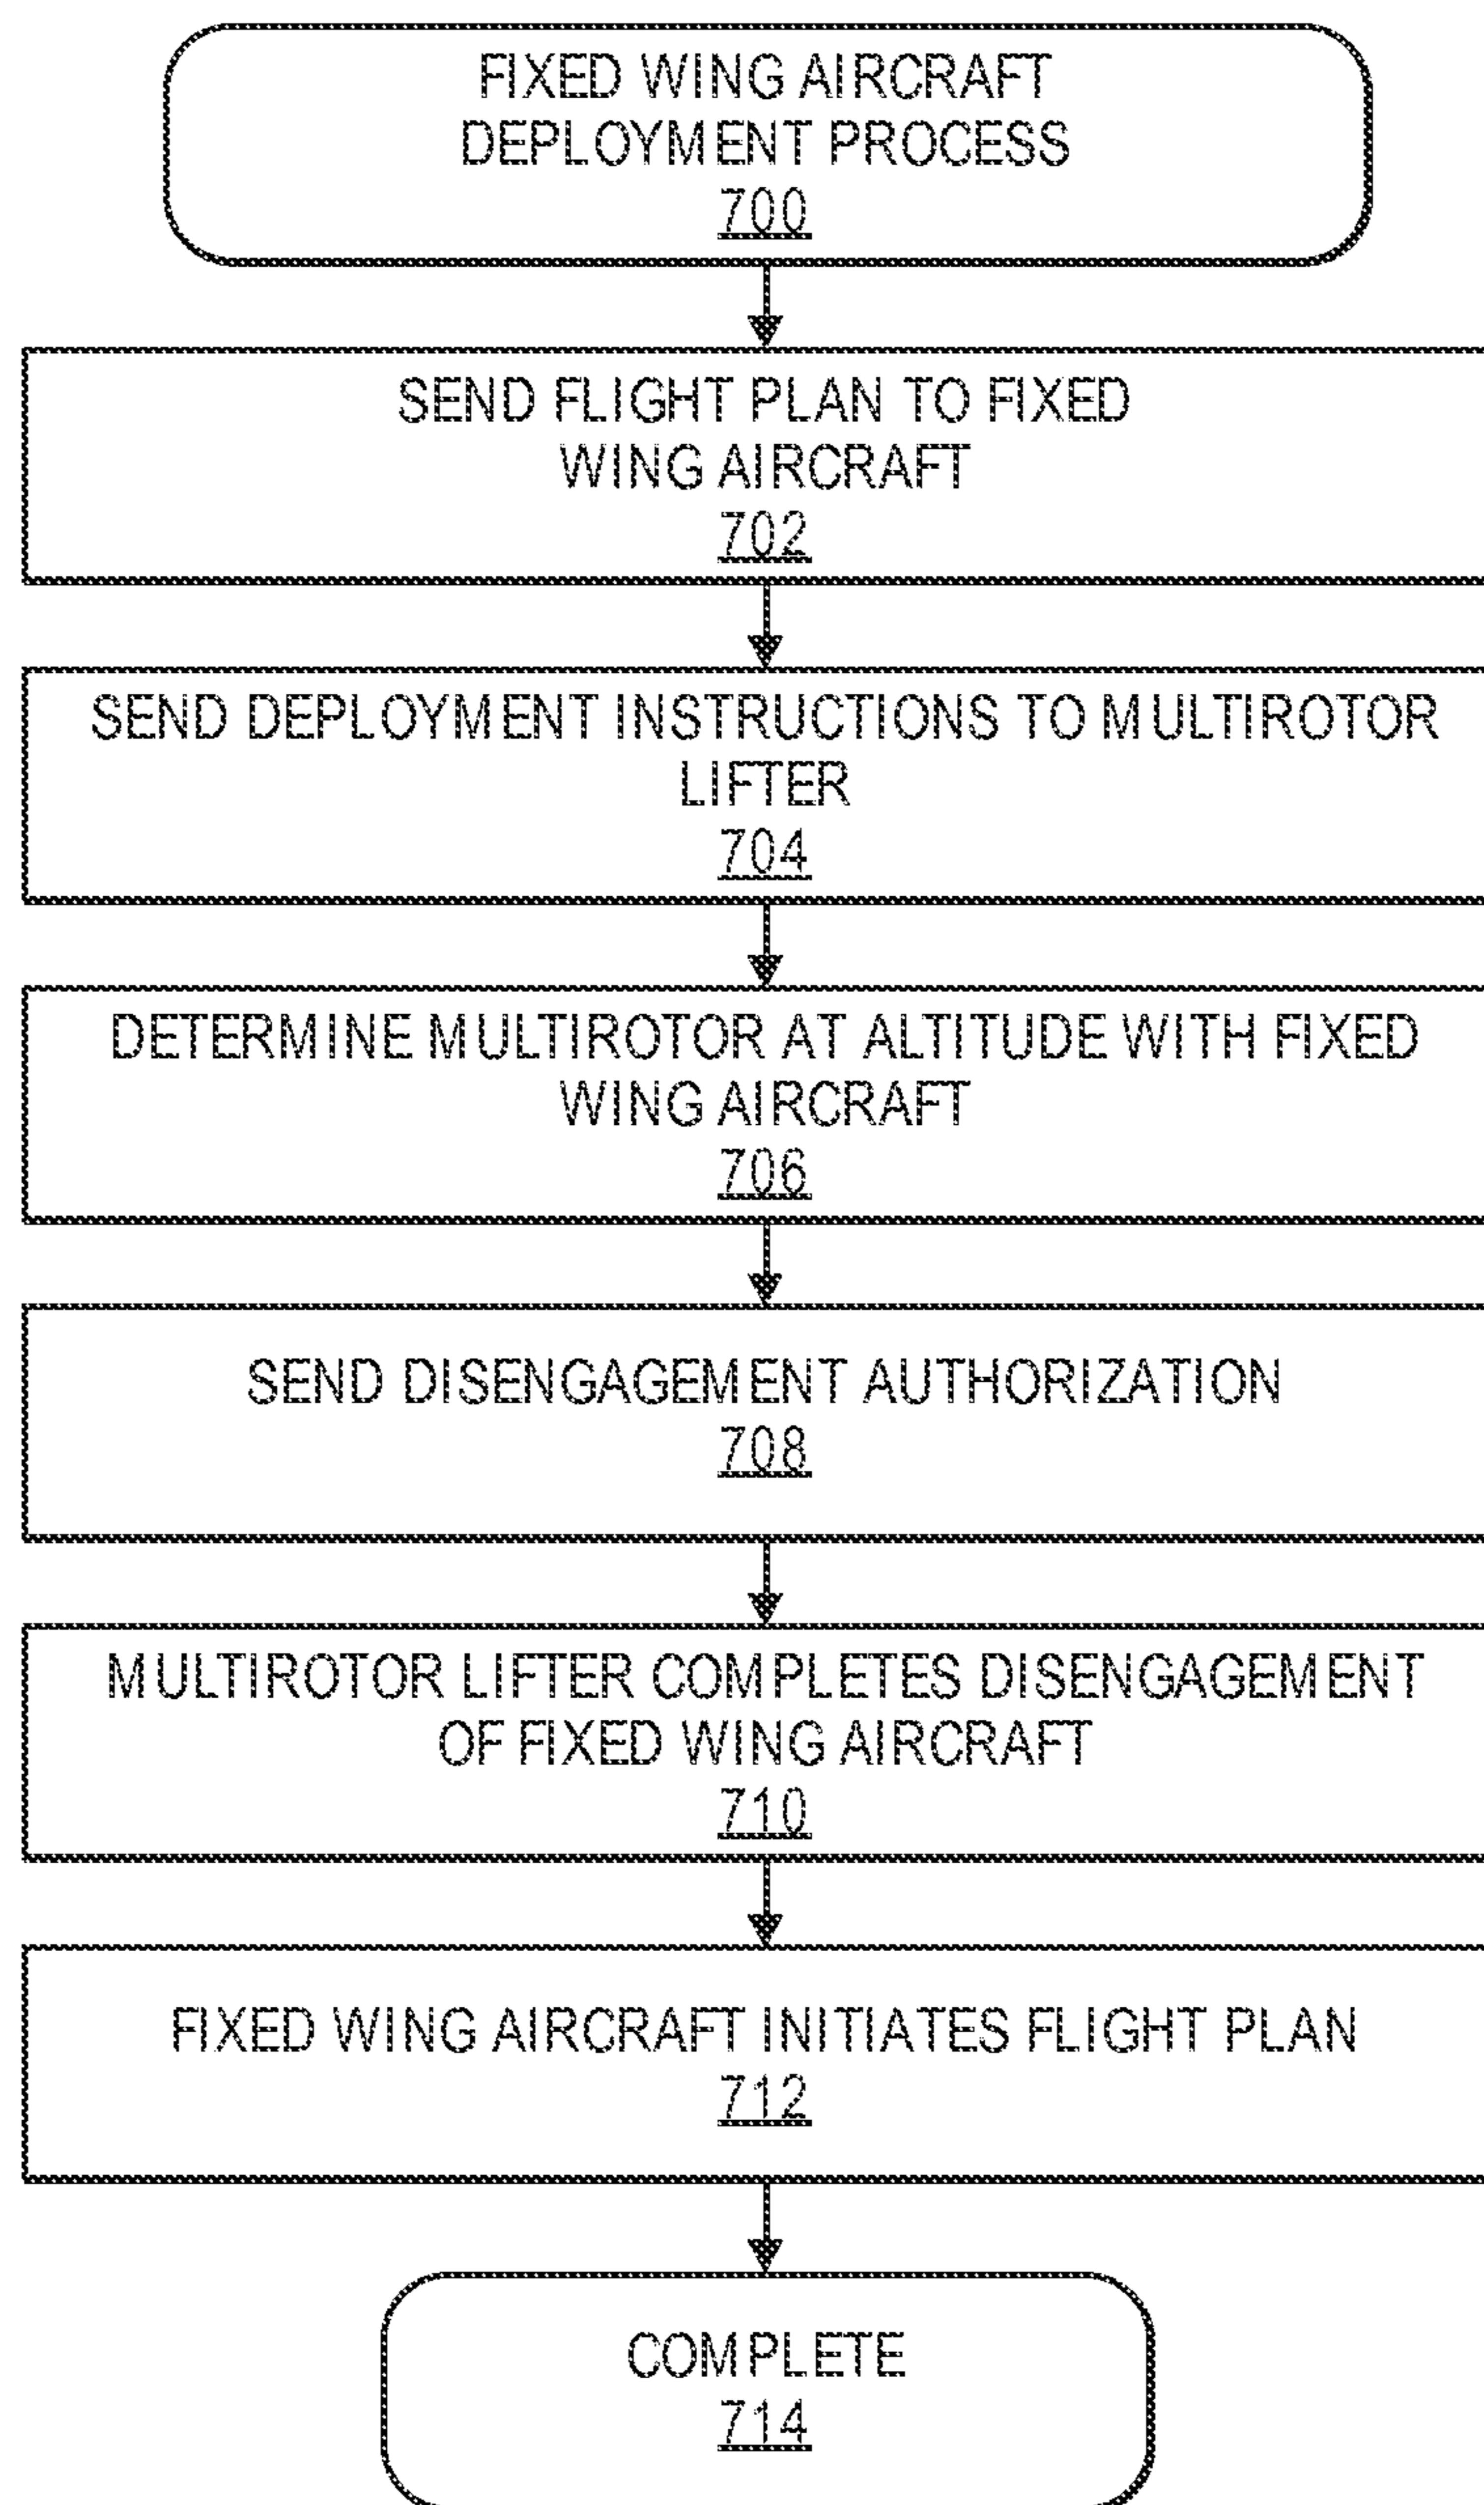 FIXED WING AIRCRAFT
DEPLOYMENT PROCESS
700
SEND FLIGHT PLAN TO FIXED
WING AIRCRAFT
702
SEND DEPLOYMENT INSTRUCTIONS TO MULTIROTOR
LIFTER
704
DETERMINE MULTIROTOR AT ALTITUDE WITH FIXED
WING AIRCRAFT
706
SEND DISENGAGEMENT AUTHORIZATION
708
MULTIROTOR LIFTER COMPLETES DISENGAGEMENT
OF FIXED WING AIRCRAFT
710
FIXED WING AIRCRAFT INITIATES FLIGHT PLAN
712
COMPLETE
714